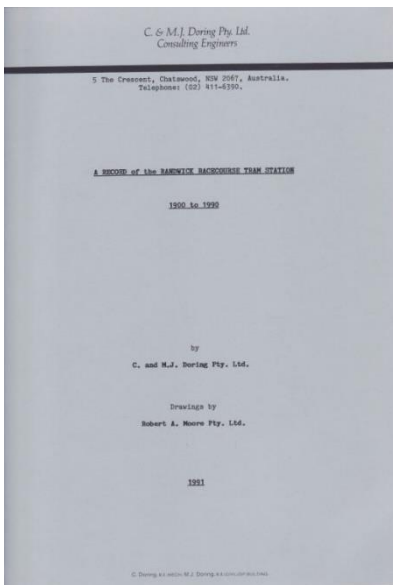 C. & M.J. Doring Pty. Ltd.
Consulting Engineers
5 The Crescent, Chatswood, NSW 2067, Australia.
Telephone: (02) 411-6390.
A RECORD of the RANDWICK RACECOURSE TRAM STATION
1900 to 1990
by
C. and M.J. Doring Pty. Ltd.
Drawings by
Robert A. Moore Pty. Ltd.
1991
C. Doring M.J. Doring